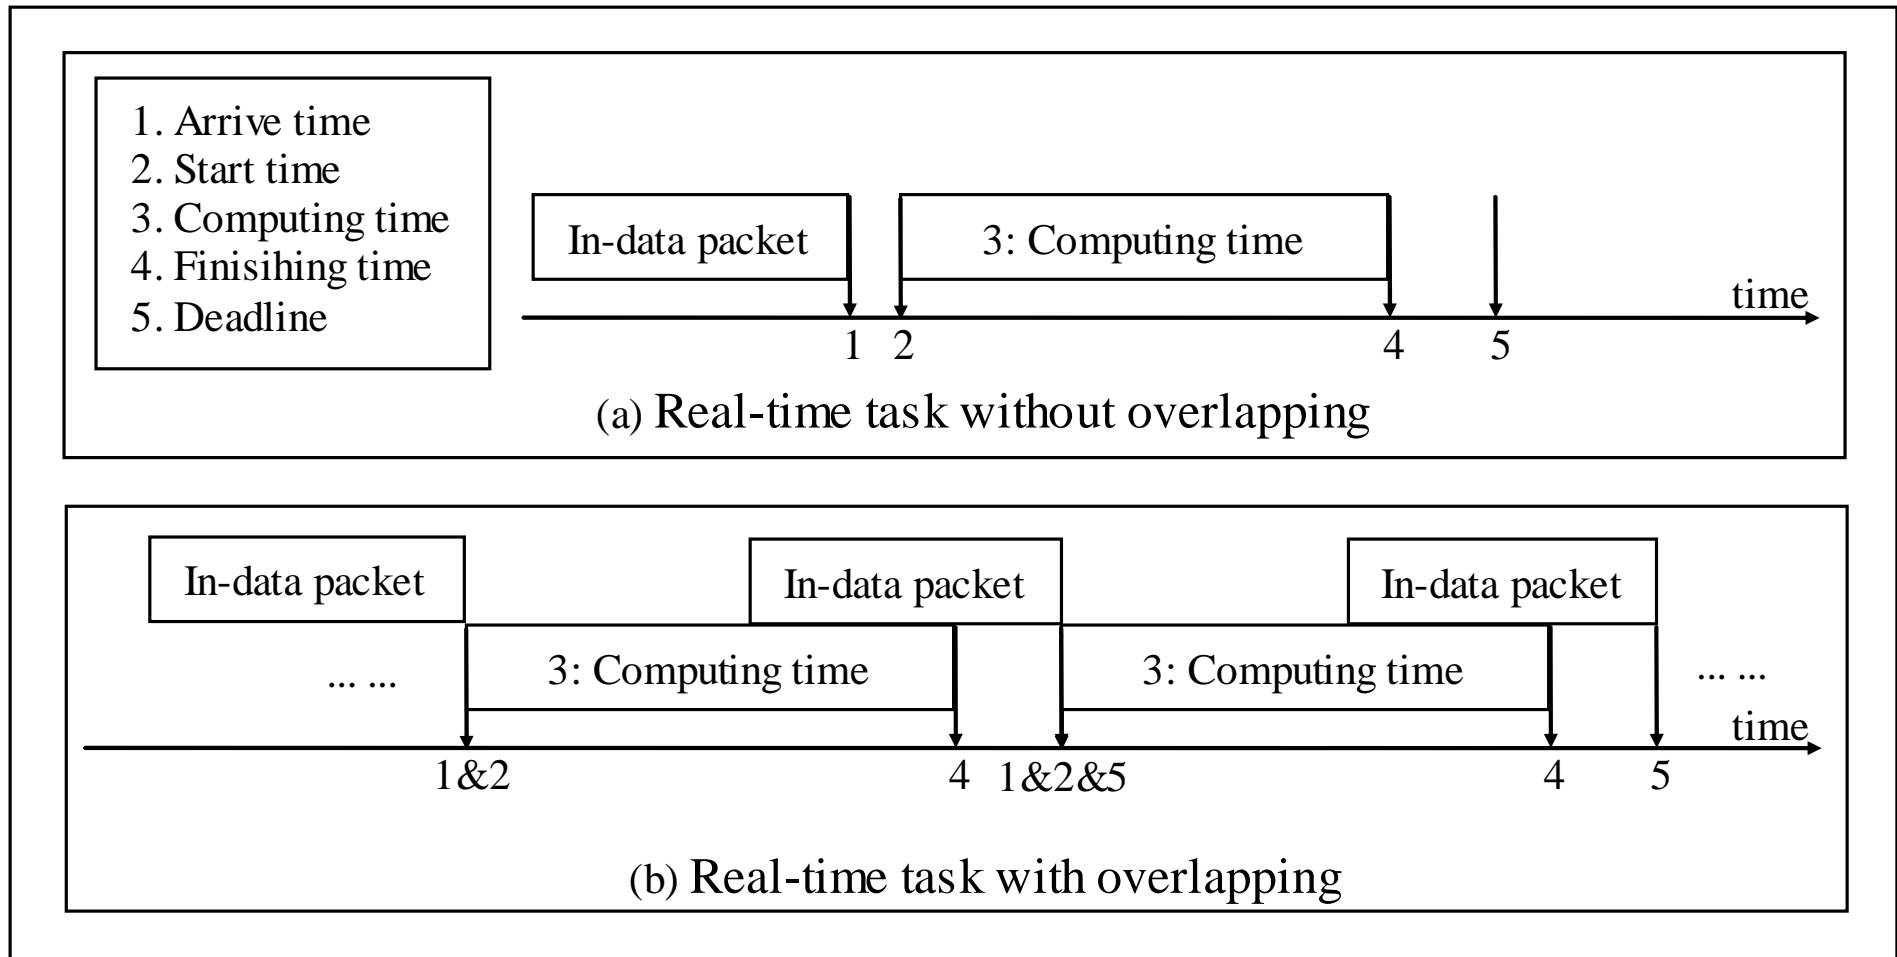 1. Arrive time
2. Start time
3. Computing time
4. Finisihing time
5. Deadline
In-data packet
3: Computing time
time
1 2 4 5
(a) Real-time task without overlapping
In-data packet In-data packet In-data packet
... ... 3: Computing time 3: Computing time ... ...
time
1&2 4 1&2&5 4 5
(b) Real-time task with overlapping